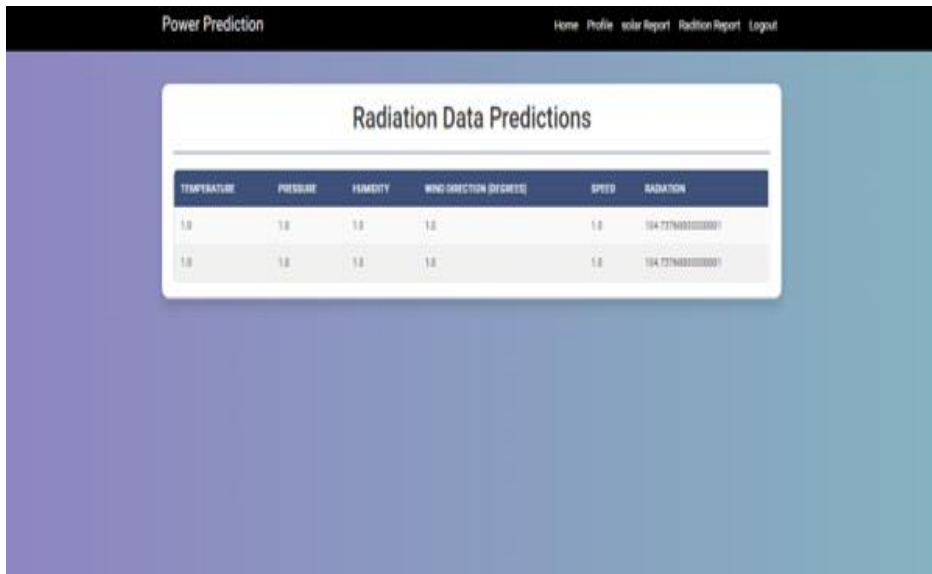 Power Prediction Home Profile solar Report Radition Report Logout
Radiation Data Predictions
TEMPERATURE PRESSURE HUMIDITY WIND DIRECTION (DEGREES) SPEED RADIATION
1.0 1.0 1.0 1.0 1.0
1.0 1.0 1.0 1.0 1.0